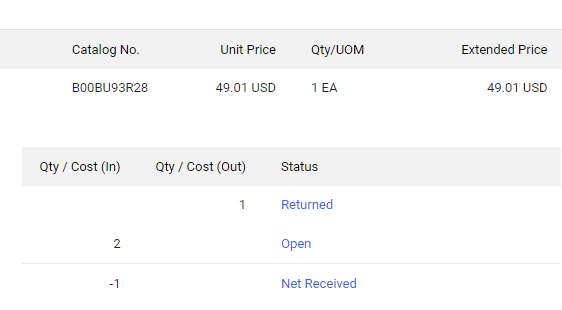 Catalog No. Unit Price Qty/UOM Extended Price
B00BU93R28 49.01 USD 1 EA 49.01 USD
Qty / Cost (In) Qty / Cost (Out) Status
1 Returned
2 Open
-1 Net Received